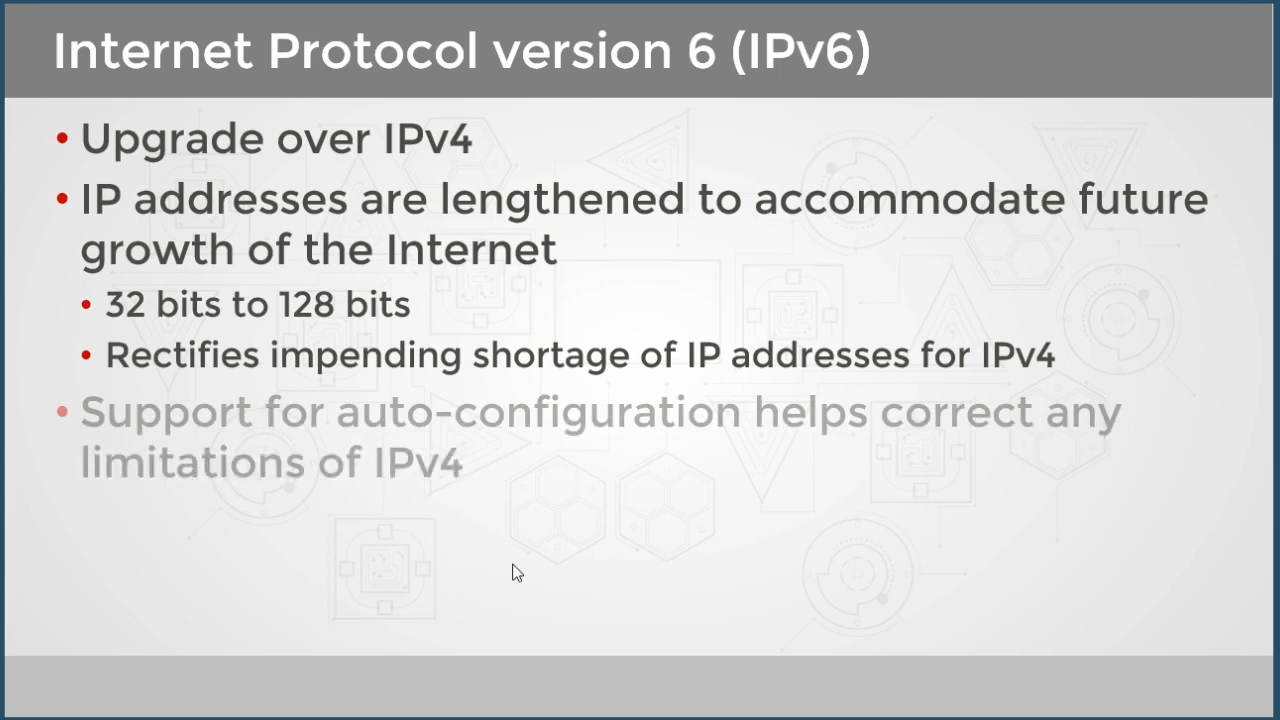 Internet Protocol version 6 (IPv6)
• Upgrade over IPv4
• IP addresses are lengthened to accommodate future
growth of the Internet
• 32 bits to 128 bits
• Rectifies impending shortage of IP addresses for IPv4
• Support for auto-configuration helps correct any
limitations of IPv4